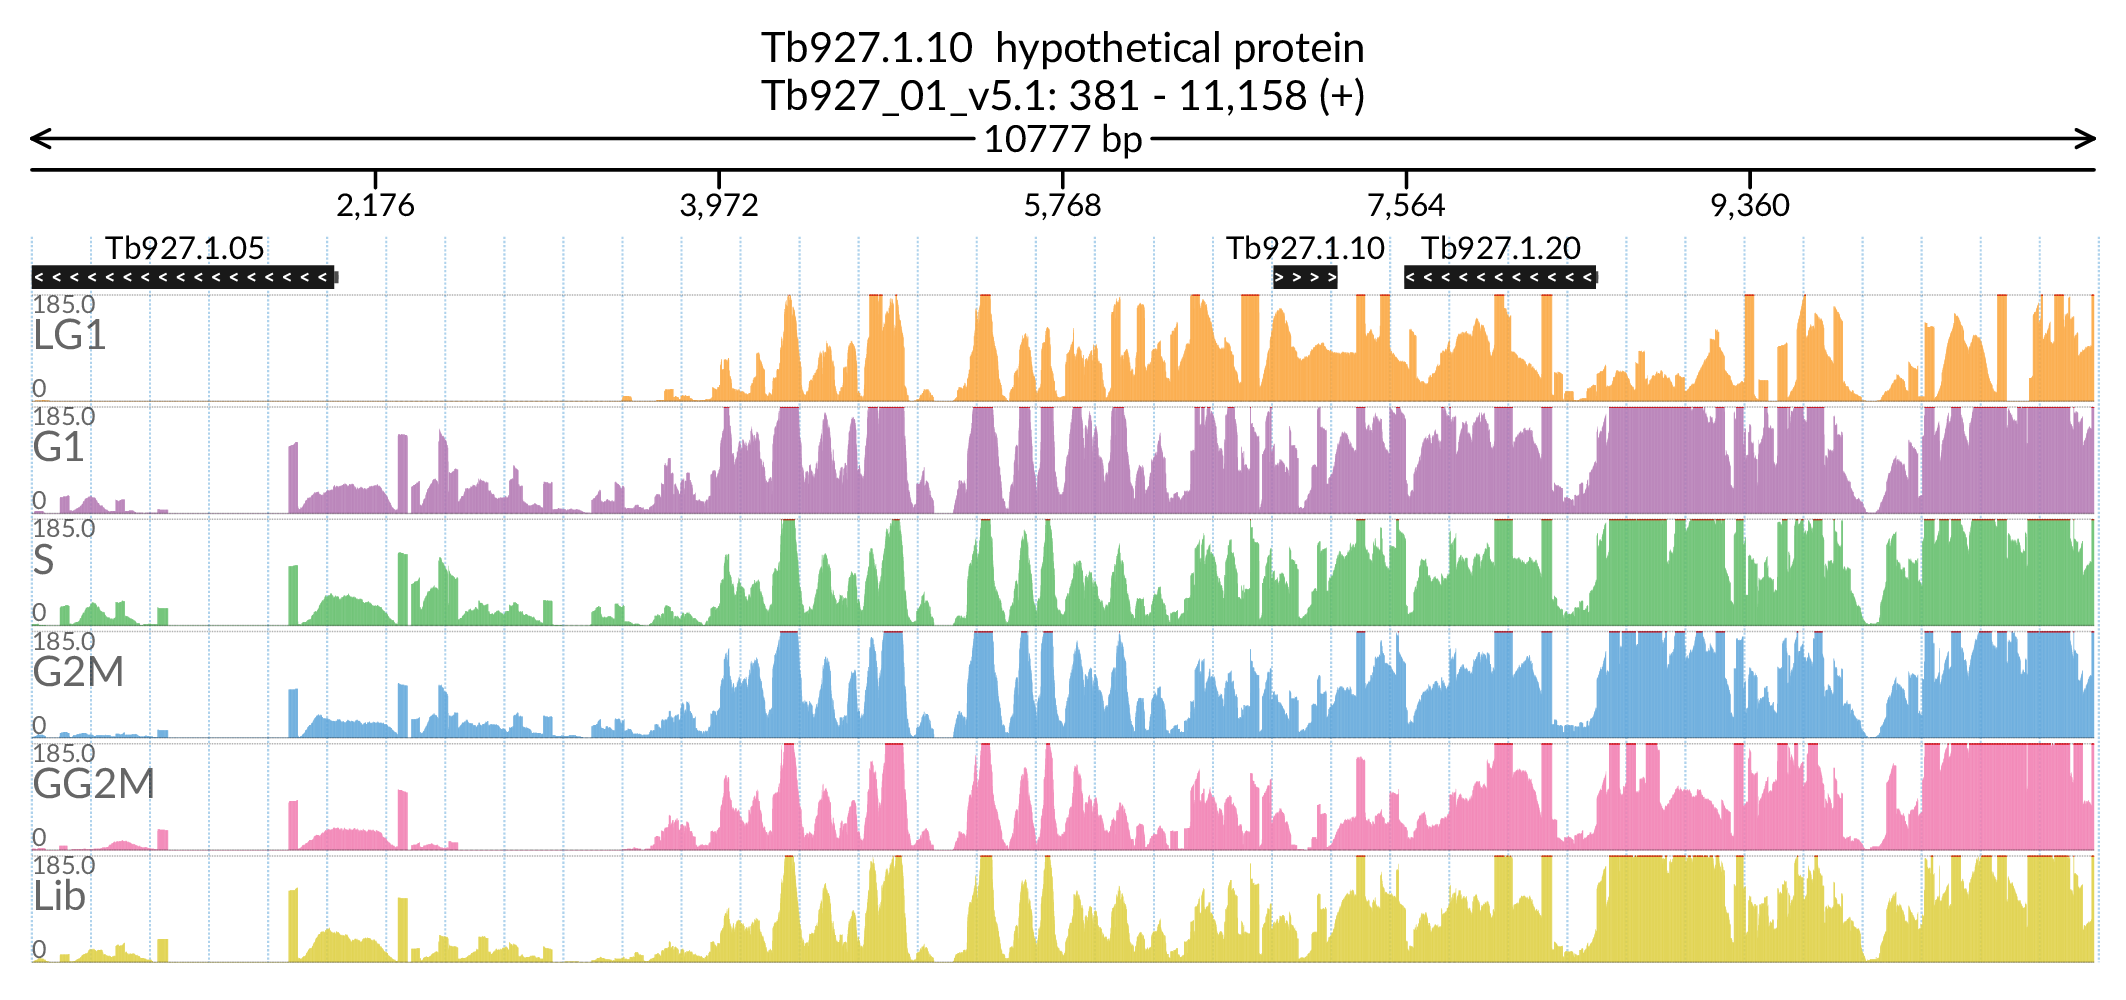 Tb927.1.10 hypothetical protein
Tb927_01_v5.1: 381 - 11,158 (+)
10777 bp
2,176 3,972 5,768 7,564 9,360
Tb927.1.05 Tb927.1.10 Tb927.1.20
185.0
LG1
0
185.0
G1
0
185.0
S
0
185.0
G2M
0
185.0
GG2M
0
185.0
Lib
0